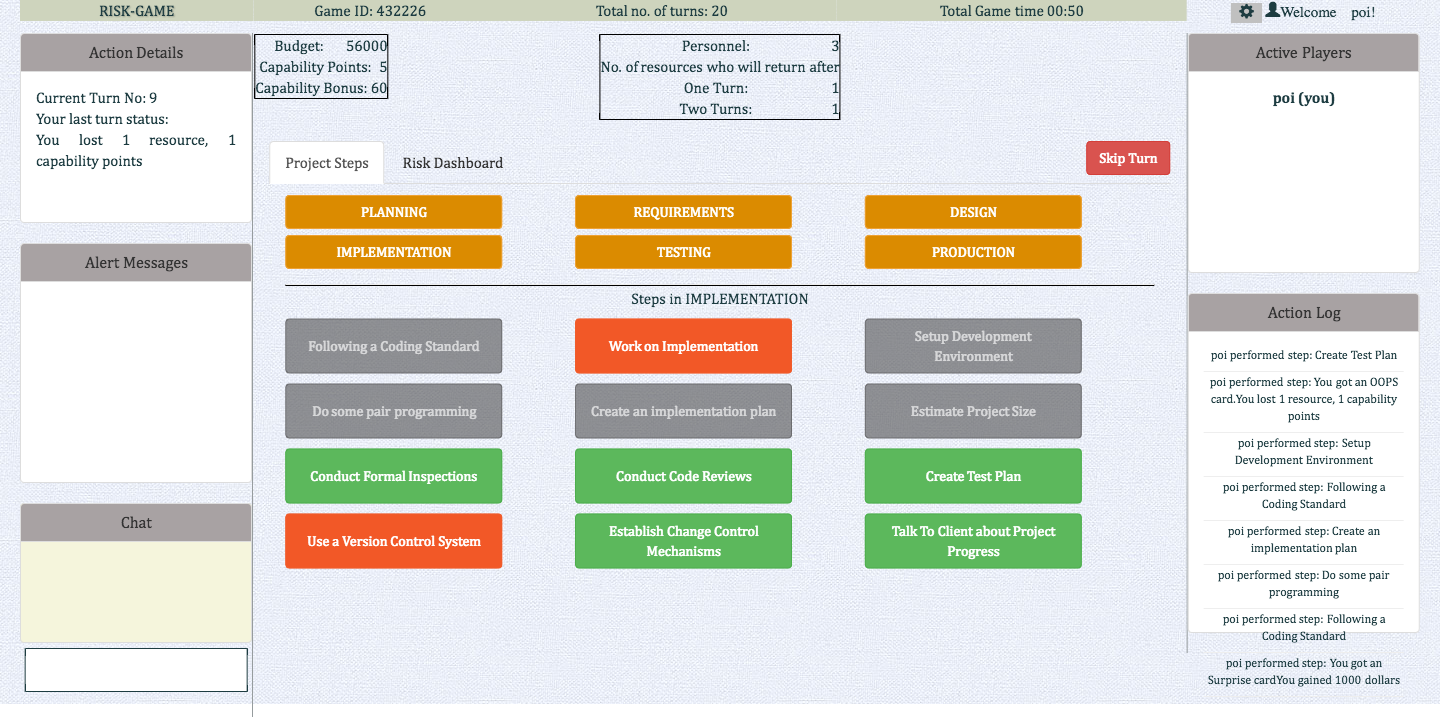 RISK-GAME
Game ID: 432226
Total no. of turns: 20
Total Game time 00:50
Welcome poi!
Action Details
Current Turn No: 9
Your last turn status:
You lost 1 resource, 1
capability points
Alert Messages
Chat
Budget: 56000
Capability Points: 5
Capability Bonus: 60
Personnel: 3
No. of resources who will return after
One Turn: 1
Two Turns: 1
Project Steps
Risk Dashboard
Skip Turn
PLANNING
REQUIREMENTS
DESIGN
IMPLEMENTATION
TESTING
PRODUCTION
Steps in IMPLEMENTATION
Following a Coding Standard
Work on Implementation
Setup Development
Environment
Do some pair programming
Create an implementation plan
Estimate Project Size
Conduct Formal Inspections
Conduct Code Reviews
Create Test Plan
Use a Version Control System
Establish Change Control
Mechanisms
Talk To Client about Project
Progress
Active Players
poi (you)
Action Log
poi performed step: Create Test Plan
poi performed step: You got an OOPS
card.You lost 1 resource, 1 capability
points
poi performed step: Setup
Development Environment
poi performed step: Following a
Coding Standard
poi performed step: Create an
implementation plan
poi performed step: Do some pair
programming
poi performed step: Following a
Coding Standard
poi performed step: You got an
Surprise cardYou gained 1000 dollars